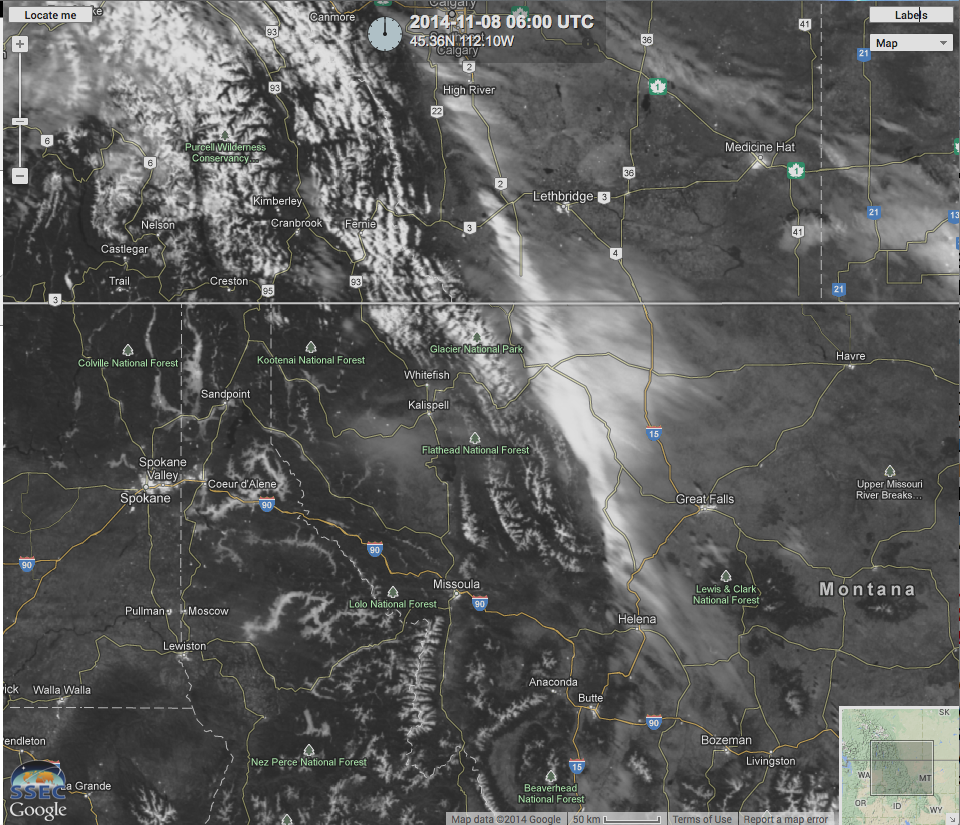 Locate me
ke
Canmore
Calgary
2014-11-08 06:00 UTC
45.36N 112.10W
Calgary
Labels
Map
41
36
21
93
2
1
High River
93
22
6
6
Purcell Wilderness
Conservancy...
Medicine Hat
1
36
2
Kimberley
Lethbridge
3
21
13
Nelson
Cranbrook
Fernie
3
41
Castlegar
4
Trail
Creston
95
93
21
3
Colville National Forest
Kootenai National Forest
Glacier National Park
Havre
Whitefish
Sandpoint
Kalispell
15
Flathead National Forest
Spokane
Valley
Spokane
Coeur d'Alene
90
Upper Missouri
River Breaks...
Great Falls
90
90
Missoula
Lolo National Forest
90
Lewis & Clark
National Forest
Montana
Pullman
Moscow
Helena
Lewiston
ick
Walla Walla
Anaconda
Butte
90
endleton
Bozeman
Livingston
Nez Perce National Forest
15
La Grande
Beaverhead
National Forest
SSEC
Google
SK
WA
MT
OR
ID
WY
Map data ©2014 Google
50 km
Terms of Use
Report a map error